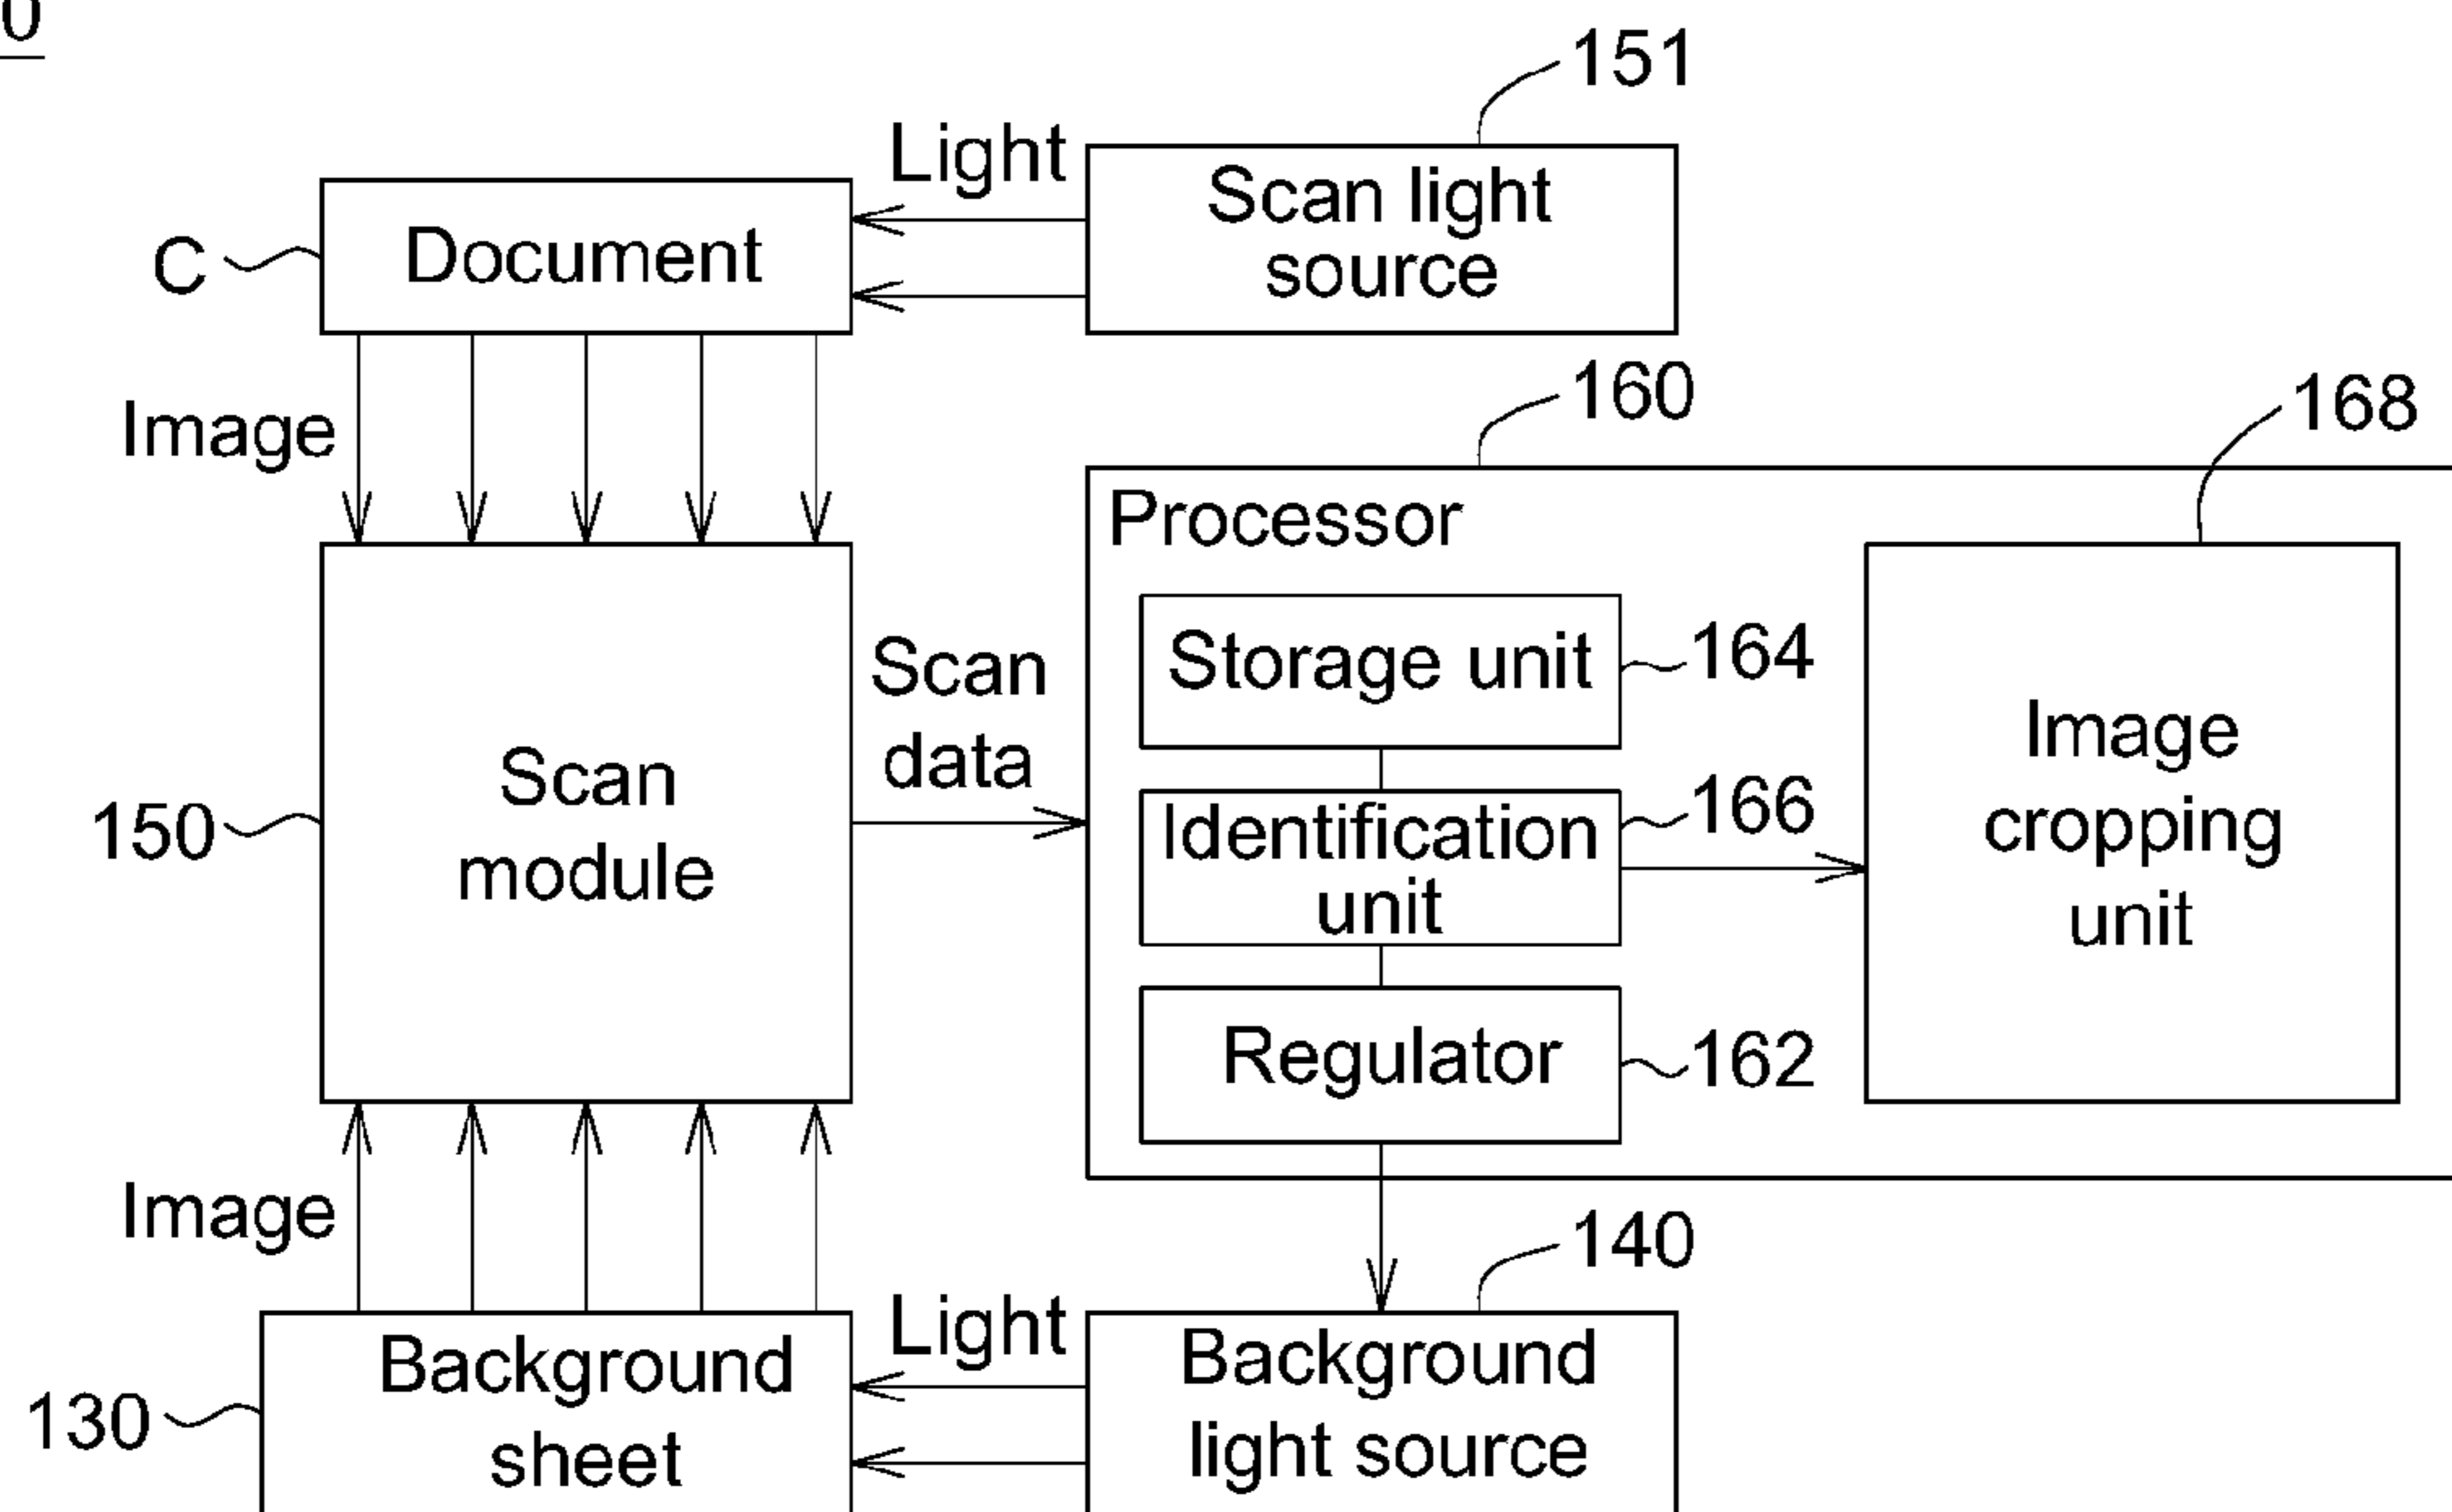 0
151
Light
Scan light
source
C
Document
Image
160
168
Processor
Storage unit
164
Scan
data
Image
cropping
unit
Identification
unit
166
150
Scan
module
Regulator
162
Image
140
Light
Background
sheet
Background
light source
130